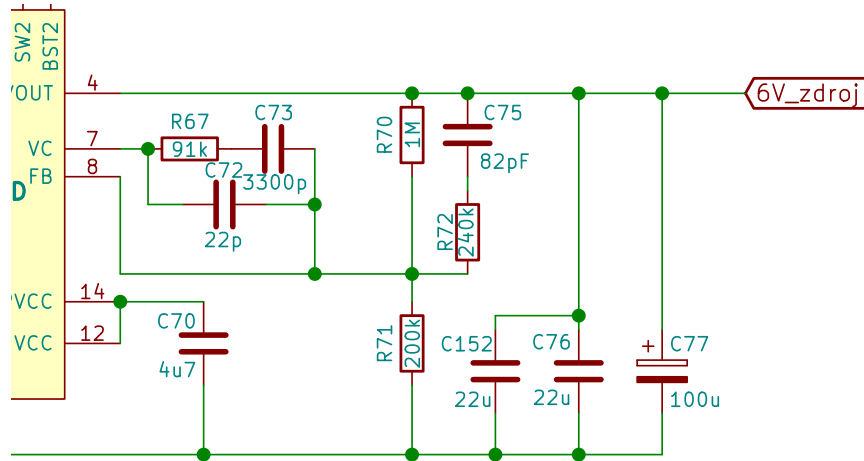 SW2
BST2
VOUT
4
6V_zdroj
C73
R67
91k
3300p
VC
7
C72
22p
FB
8
D
R70
1M
C75
82pF
R72
240k
PVCC
14
VCC
12
C70
4u7
R71
200k
C152
22u
C76
22u
+
C77
100u